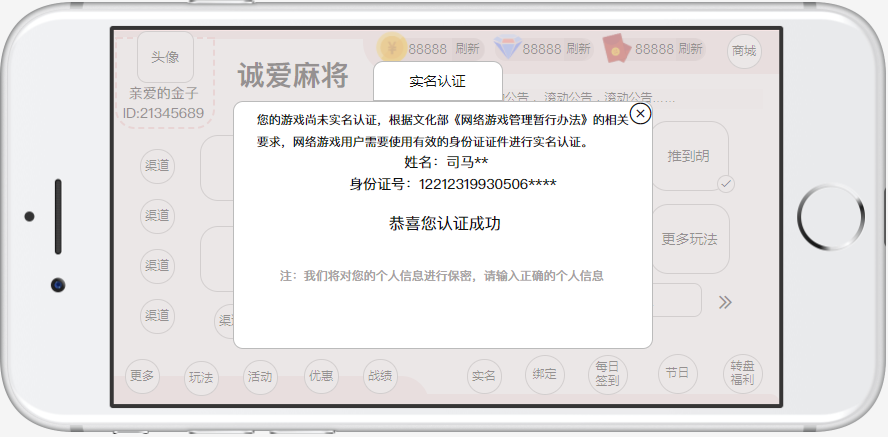 头像
亲爱的金子
ID:21345689
诚爱麻将
88888 刷新
88888 刷新
88888 刷新
商城
实名认证
公告，滚动公告，滚动公告......
您的游戏尚未实名认证，根据文化部《网络游戏管理暂行办法》的相关
要求，网络游戏用户需要使用有效的身份证证件进行实名认证。
姓名：司马**
身份证号：12212319930506****
恭喜您认证成功
注：我们将对您的个人信息进行保密，请输入正确的个人信息
渠道
渠道
渠道
渠道
推到胡
更多玩法
更多
玩法
活动
优惠
战绩
实名
绑定
每日
签到
节日
转盘
福利